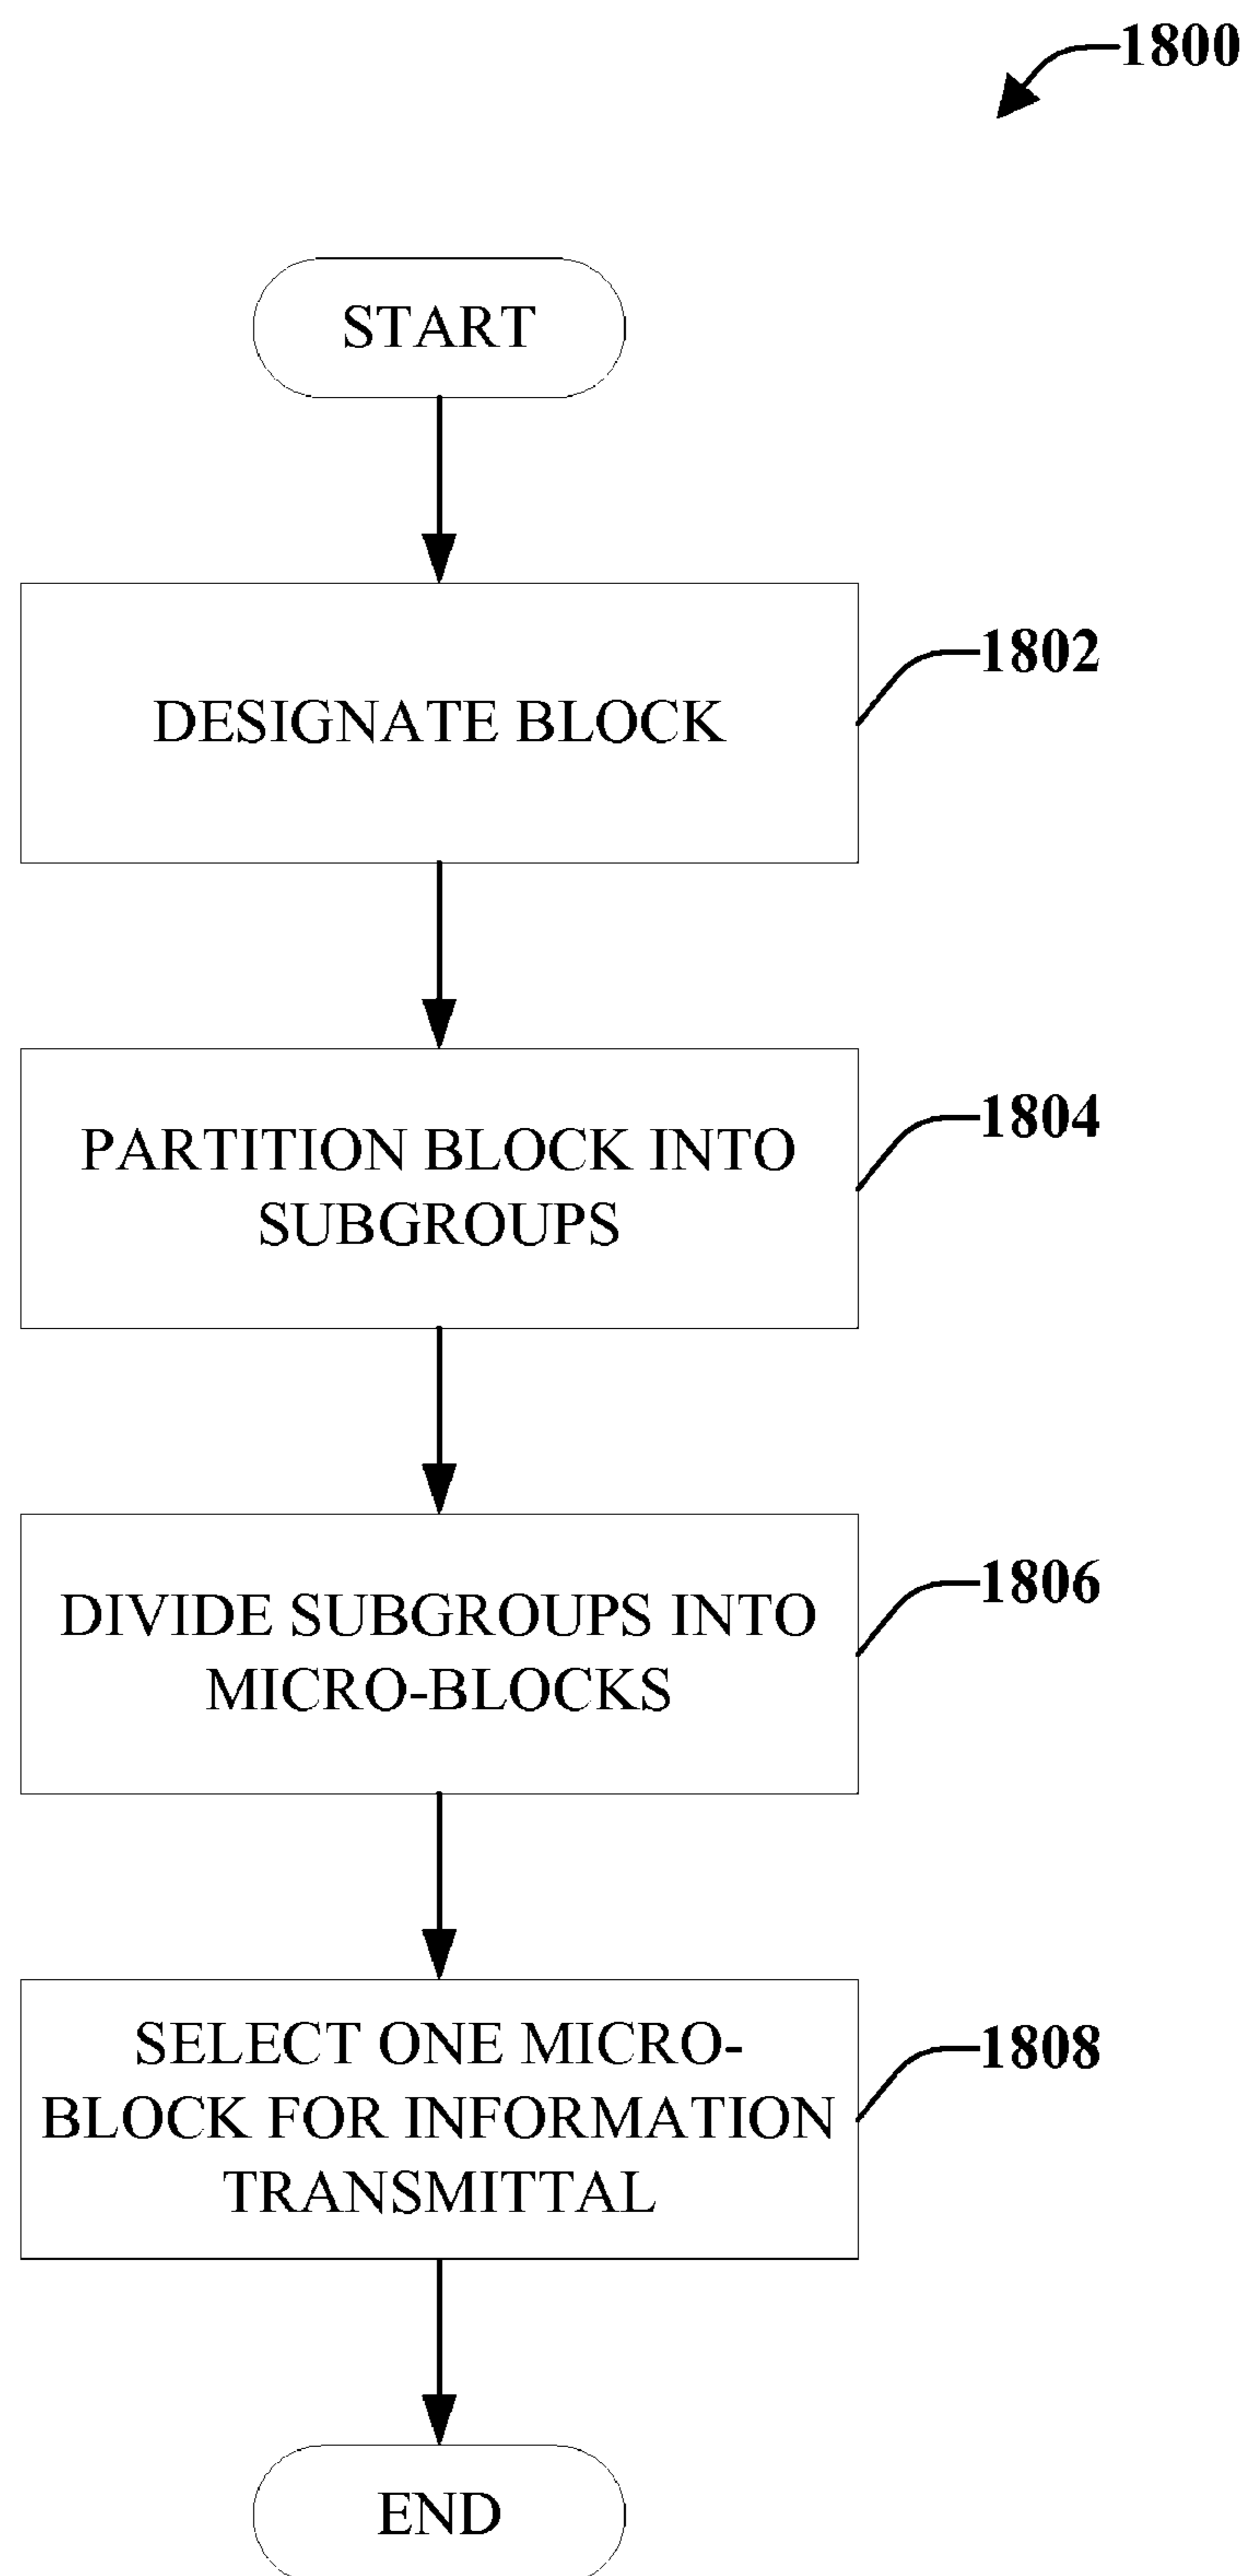 1800
START
DESIGNATE BLOCK
1802
PARTITION BLOCK INTO
SUBGROUPS
1804
DIVIDE SUBGROUPS INTO
MICRO-BLOCKS
1806
SELECT ONE MICRO-
BLOCK FOR INFORMATION
TRANSMITTAL
1808
END